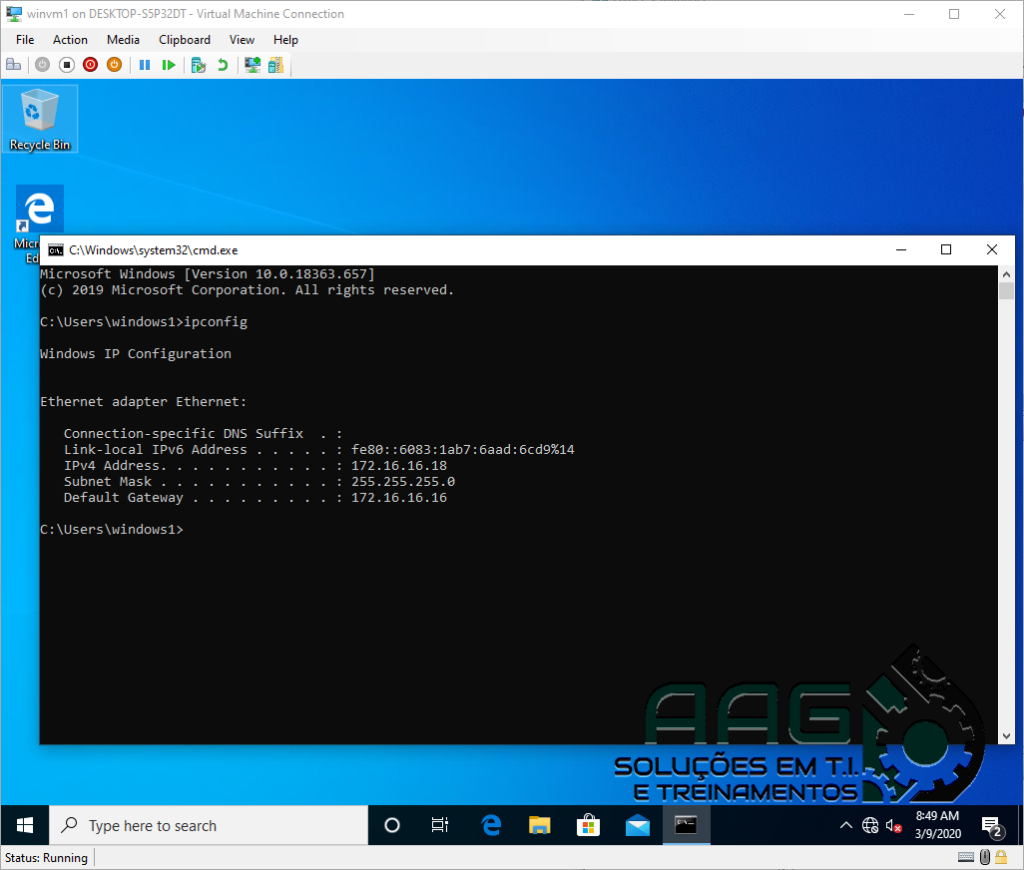 winvm1 on DESKTOP-S5P32DT - Virtual Machine Connection
File Action Media Clipboard View Help
Recycle Bin
Micr
Ed
C:\Windows\system32\cmd.exe
Microsoft Windows [Version 10.0.18363.657]
(c) 2019 Microsoft Corporation. All rights reserved.
C:\Users\windows1>ipconfig
Windows IP Configuration
Ethernet adapter Ethernet:
Connection-specific DNS Suffix . :
Link-local IPv6 Address . . . . . : fe80::6083:1ab7:6aad:6cd9%14
IPv4 Address. . . . . . . . . . . : 172.16.16.18
Subnet Mask . . . . . . . . . . . : 255.255.255.0
Default Gateway . . . . . . . . . : 172.16.16.16
C:\Users\windows1>
AAG
SOLUÇÕES EM T.I.
E TREINAMENTOS
Type here to search
8:49 AM
3/9/2020
2
Status: Running